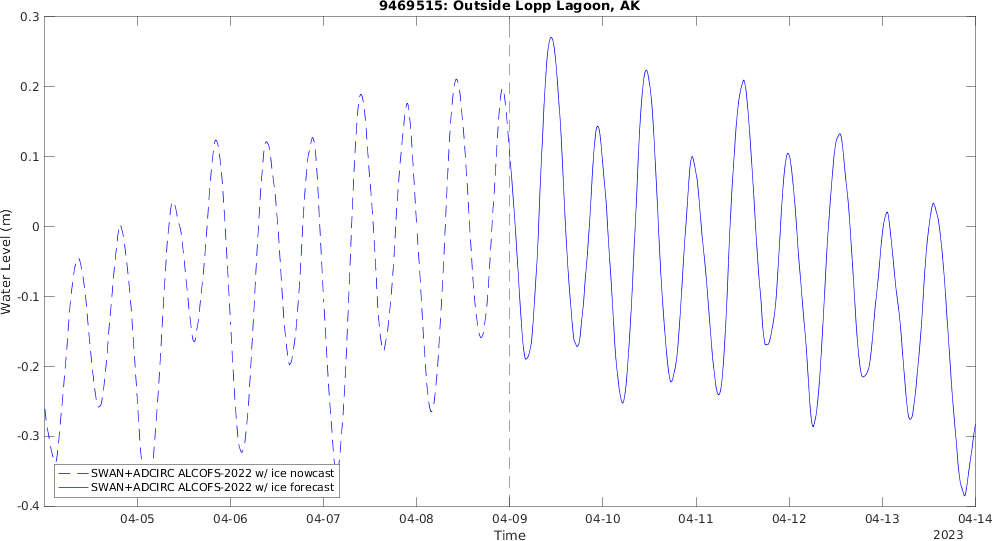 9469515: Outside Lopp Lagoon, AK
0.3
0.2
0.1
0
-0.1
-0.2
-0.3
-0.4
Water Level (m)
SWAN+ADCIRC ALCOFS-2022 w/ ice nowcast
SWAN+ADCIRC ALCOFS-2022 w/ ice forecast
04-05 04-06 04-07 04-08 04-09 04-10 04-11 04-12 04-13 04-14
Time
2023